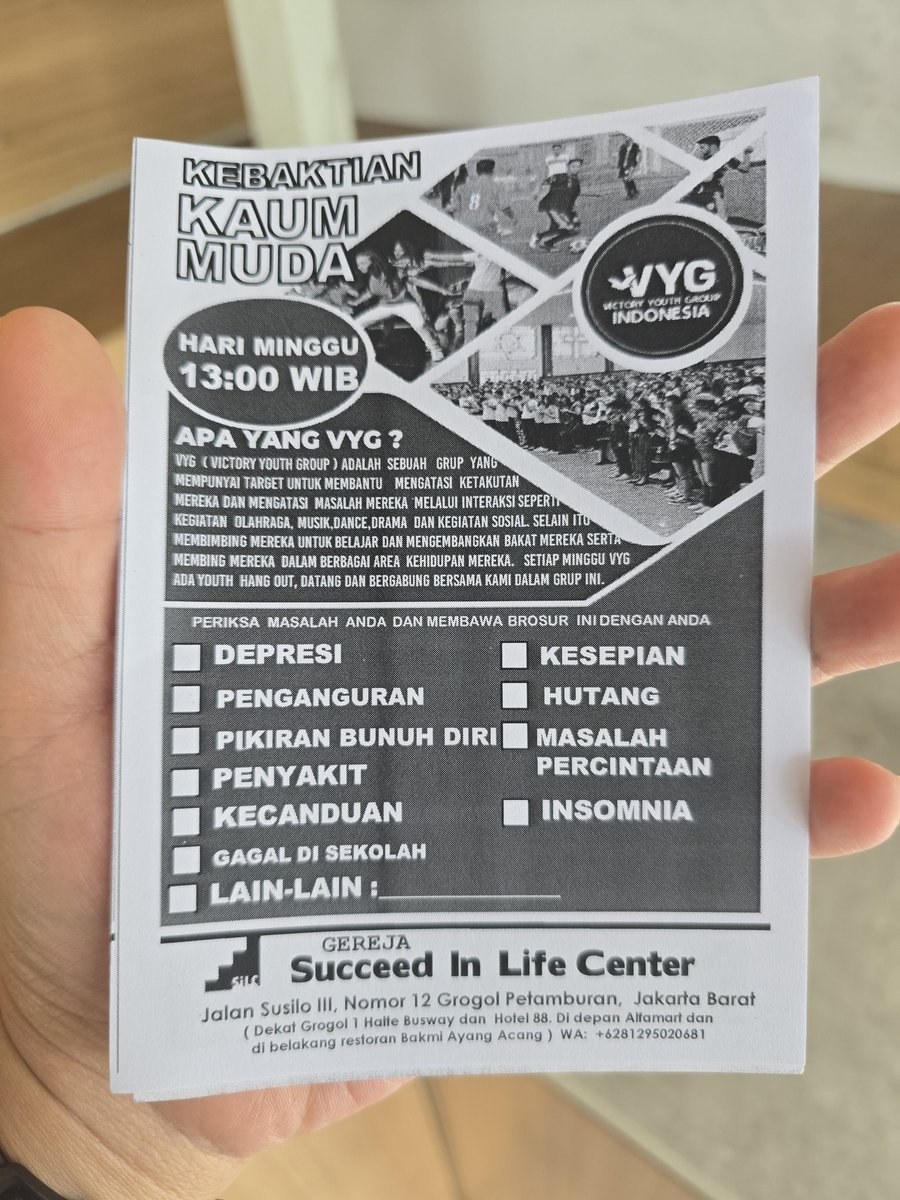 KEBAKTIAN
KAUM
MUDA
VYG
VICTORY YOUTH GROUP
INDONESIA
8
HARI MINGGU
13:00 WIB
APA YANG VYG ?
VYG ( VICTORY YOUTH GROUP ) ADALAH SEBUAH GRUP YANG
MEMPUNYAI TARGET UNTUK MEMBANTU MENGATASI KETAKUTAN
MEREKA DAN MENGATASI MASALAH MEREKA MELALUI INTERAKSI SEPERTI
KEGIATAN OLAHRAGA, MUSIK,DANCE,DRAMA DAN KEGIATAN SOSIAL. SELAIN ITU
MEMBIMBING MEREKA UNTUK BELAJAR DAN MENGEMBANGKAN BAKAT MEREKA SERTA
MEMBING MEREKA DALAM BERBAGAI AREA KEHIDUPAN MEREKA. SETIAP MINGGU VYG
ADA YOUTH HANG OUT, DATANG DAN BERGABUNG BERSAMA KAMI DALAM GRUP INI.
PERIKSA MASALAH ANDA DAN MEMBAWA BROSUR INI DENGAN ANDA
DEPRESI
PENGANGURAN
PIKIRAN BUNUH DIRI
PENYAKIT
KECANDUAN
GAGAL DI SEKOLAH
LAIN-LAIN :
KESEPIAN
HUTANG
MASALAH
PERCINTAAN
INSOMNIA
SiLC
GEREJA
Succeed In Life Center
Jalan Susilo III, Nomor 12 Grogol Petamburan, Jakarta Barat
( Dekat Grogol 1 Halte Busway dan Hotel 88. Di depan Alfamart dan
di belakang restoran Bakmi Ayang Acang ) WA: +6281295020681